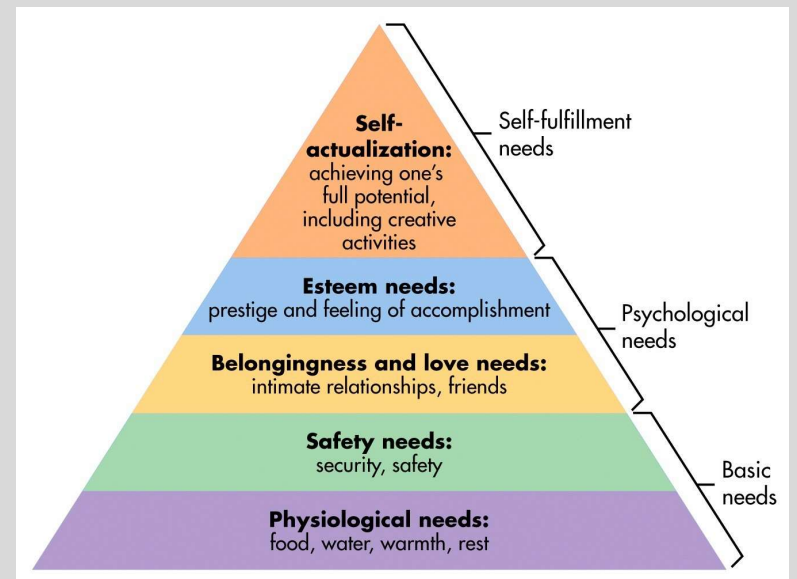 Self-
actualization:
achieving one's
full potential,
including creative
activities
Self-fulfillment
needs
Esteem needs:
prestige and feeling of accomplishment
Psychological
needs
Belongingness and love needs:
intimate relationships, friends
Safety needs:
security, safety
Basic
needs
Physiological needs:
food, water, warmth, rest